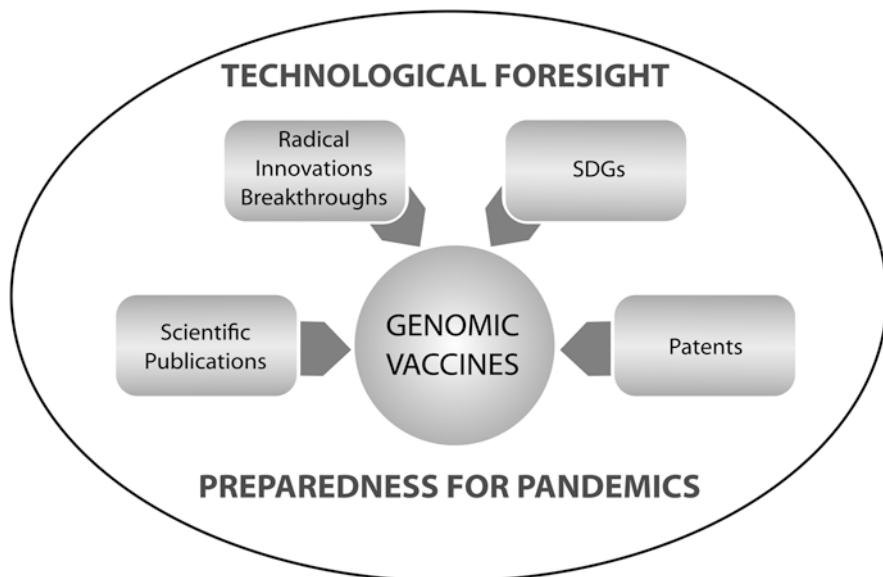 TECHNOLOGICAL FORESIGHT
Radical
Innovations
Breakthroughs
SDGs
Scientific
Publications
GENOMIC
VACCINES
Patents
PREPAREDNESS FOR PANDEMICS